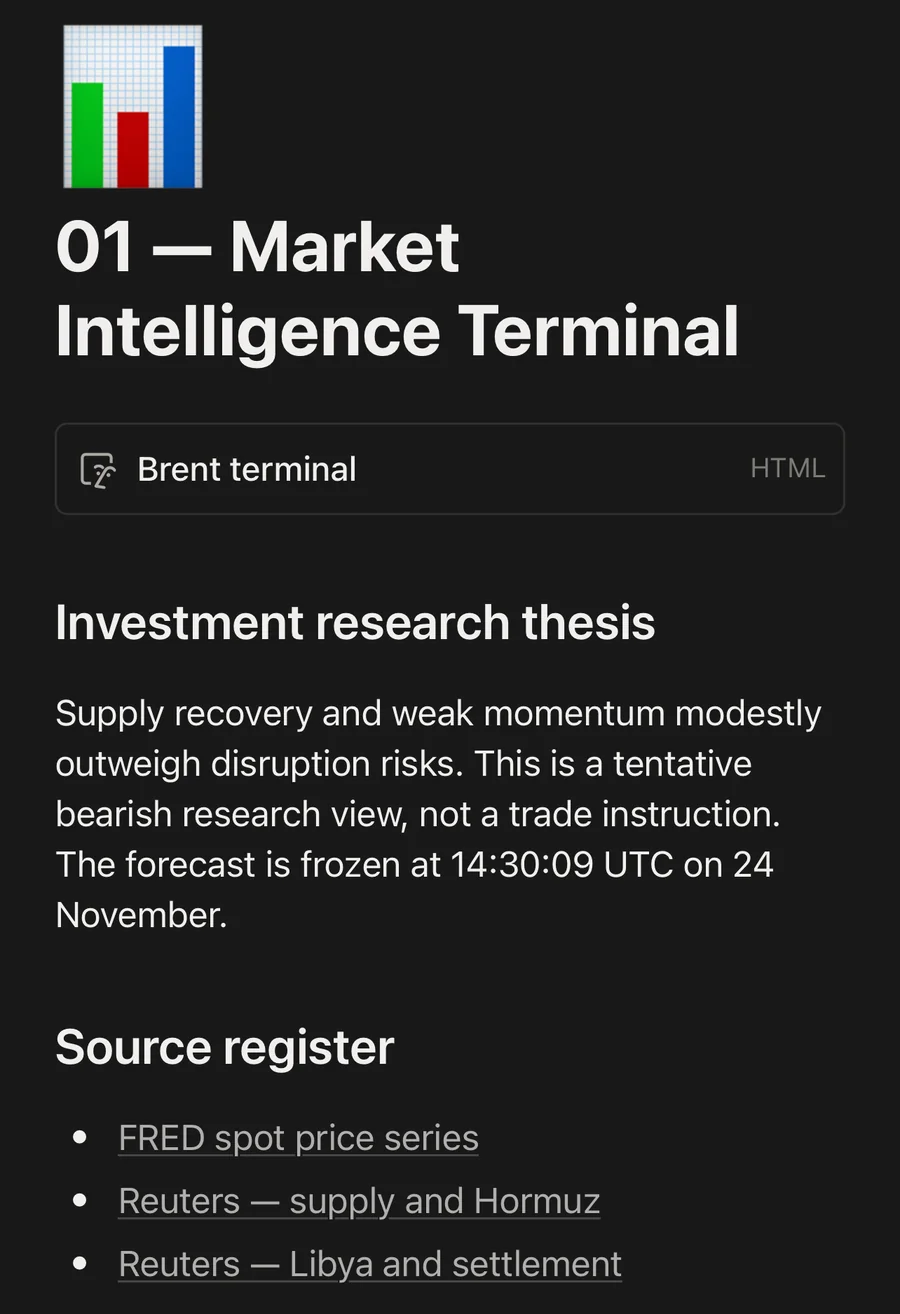 01 — Market
Intelligence Terminal
Brent terminal HTML
Investment research thesis
Supply recovery and weak momentum modestly
outweigh disruption risks. This is a tentative
bearish research view, not a trade instruction.
The forecast is frozen at 14:30:09 UTC on 24
November.
Source register
• FRED spot price series
• Reuters — supply and Hormuz
• Reuters — Libya and settlement